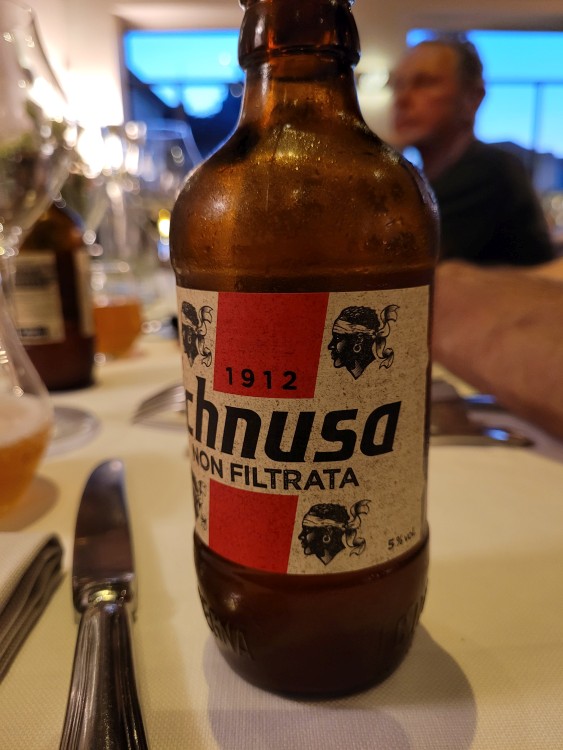 1912
chnusa
NON FILTRATA
5% vol.